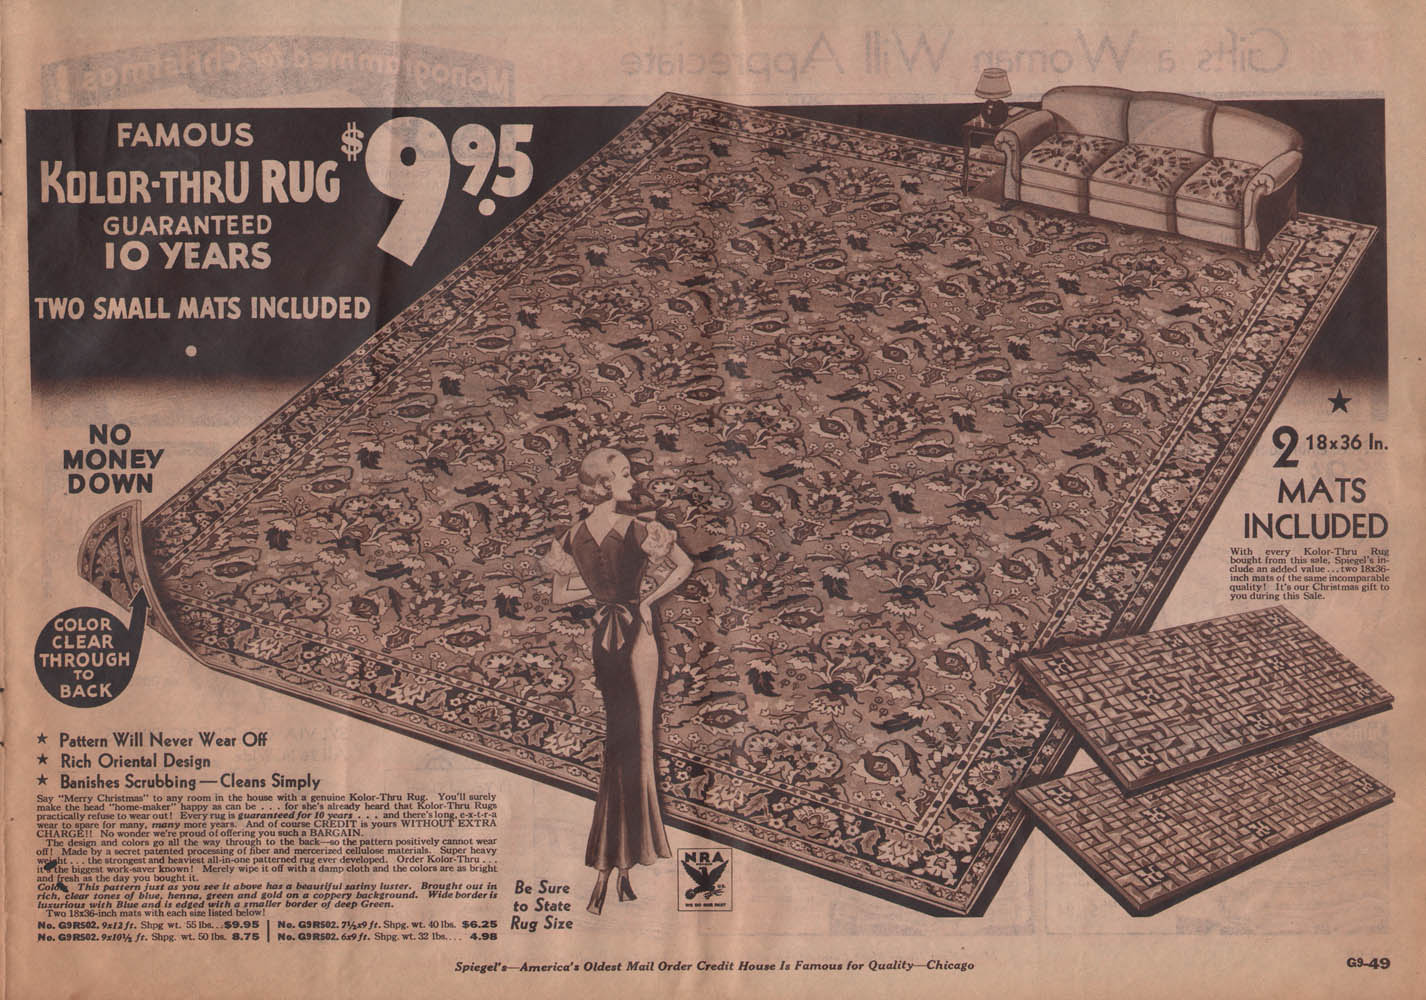 FAMOUS
KOLOR-THRU RUG
$9.95
GUARANTEED
10 YEARS
TWO SMALL MATS INCLUDED
NO
MONEY
DOWN
COLOR
CLEAR
THROUGH
TO
BACK
★ Pattern Will Never Wear Off
★ Rich Oriental Design
★ Banishes Scrubbing—Cleans Simply
Say "Merry Christmas" to any room in the house with a genuine Kolor-Thru Rug. You'll surely
make the head "home-maker" happy as can be . . . for she's already heard that Kolor-Thru Rugs
practically refuse to wear out! Every rug is guaranteed for 10 years . . . and there's long, e-x-t-r-a
wear to spare for many, many more years. And of course CREDIT is yours WITHOUT EXTRA
CHARGE!! No wonder we're proud of offering you such a BARGAIN.
The design and colors go all the way through to the back—so the pattern positively cannot wear
off! Made by a secret patented processing of fiber and mercerized cellulose materials. Super heavy
weight . . . the strongest and heaviest all-in-one patterned rug ever developed. Order Kolor-Thru . . .
it's the biggest work-saver known! Merely wipe it off with a damp cloth and the colors are as bright
and fresh as the day you bought it.
This pattern just as you see it above has a beautiful satiny luster. Brought out in
rich, clear tones of blue, henna, green and gold on a coppery background. Wide border is
luxurious with Blue and is edged with a smaller border of deep Green.
Two 18x36-inch mats with each size listed below!
No. G9R502. 9x12 ft. Shpg wt. 55 lbs...$9.95
No. G9R502. 9x10½ ft. Shpg. wt. 50 lbs. 8.75
No. G9R502. 7½x9 ft. Shpg. wt. 40 lbs. $6.25
No. G9R502. 6x9 ft. Shpg. wt. 32 lbs.... 4.98
Be Sure
to State
Rug Size
NRA
WE DO OUR PART
★
2 18x36 In.
MATS
INCLUDED
With every Kolor-Thru Rug
bought from this sale, Spiegel's in-
clude an added value . . . two 18x36-
inch mats of the same incomparable
quality! It's our Christmas gift to
you during this Sale.
Spiegel's—America's Oldest Mail Order Credit House Is Famous for Quality—Chicago
G9-49
Gifts a Woman Will Appreciate
Monogrammed for Christmas!